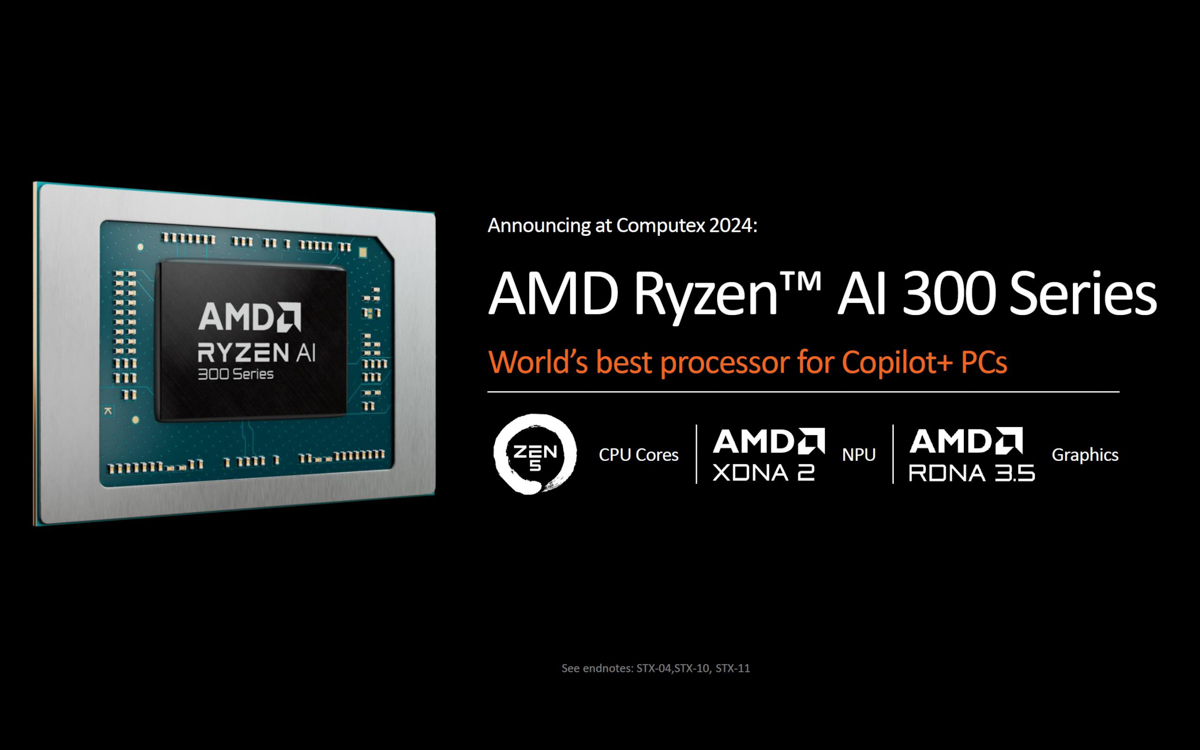 AMD
RYZEN AI
300 Series
Announcing at Computex 2024:
AMD Ryzen™ AI 300 Series
World's best processor for Copilot+ PCs
ZEN
5
CPU Cores
AMD
XDNA 2
NPU
AMD
RDNA 3.5
Graphics
See endnotes: STX-04,STX-10, STX-11